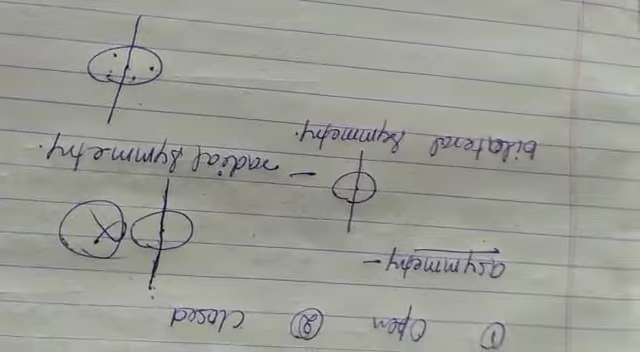 ① Open ② Closed
asymmetry -
- radial symmetry.
bilateral symmetry.